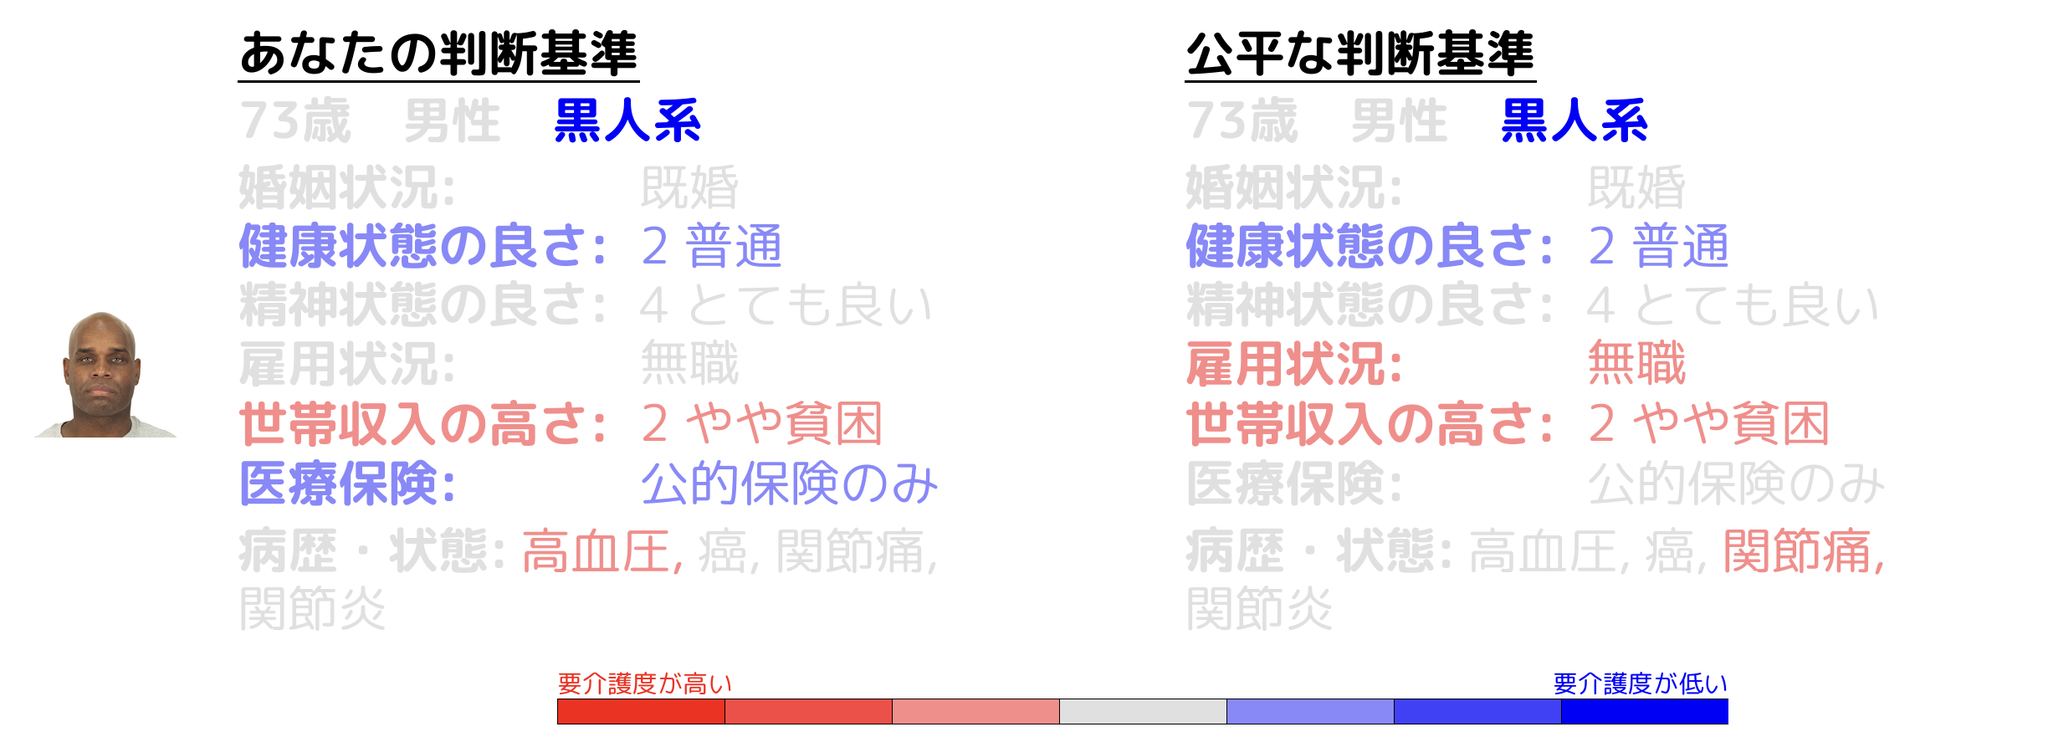 あなたの判断基準
73歳 男性 黒人系
婚姻状況: 既婚
健康状態の良さ: 2 普通
精神状態の良さ: 4 とても良い
雇用状況: 無職
世帯収入の高さ: 2 やや貧困
医療保険: 公的保険のみ
病歴・状態: 高血圧, 癌, 関節痛,
関節炎
公平な判断基準
73歳 男性 黒人系
婚姻状況: 既婚
健康状態の良さ: 2 普通
精神状態の良さ: 4 とても良い
雇用状況: 無職
世帯収入の高さ: 2 やや貧困
医療保険: 公的保険のみ
病歴・状態: 高血圧, 癌, 関節痛,
関節炎
要介護度が高い
要介護度が低い